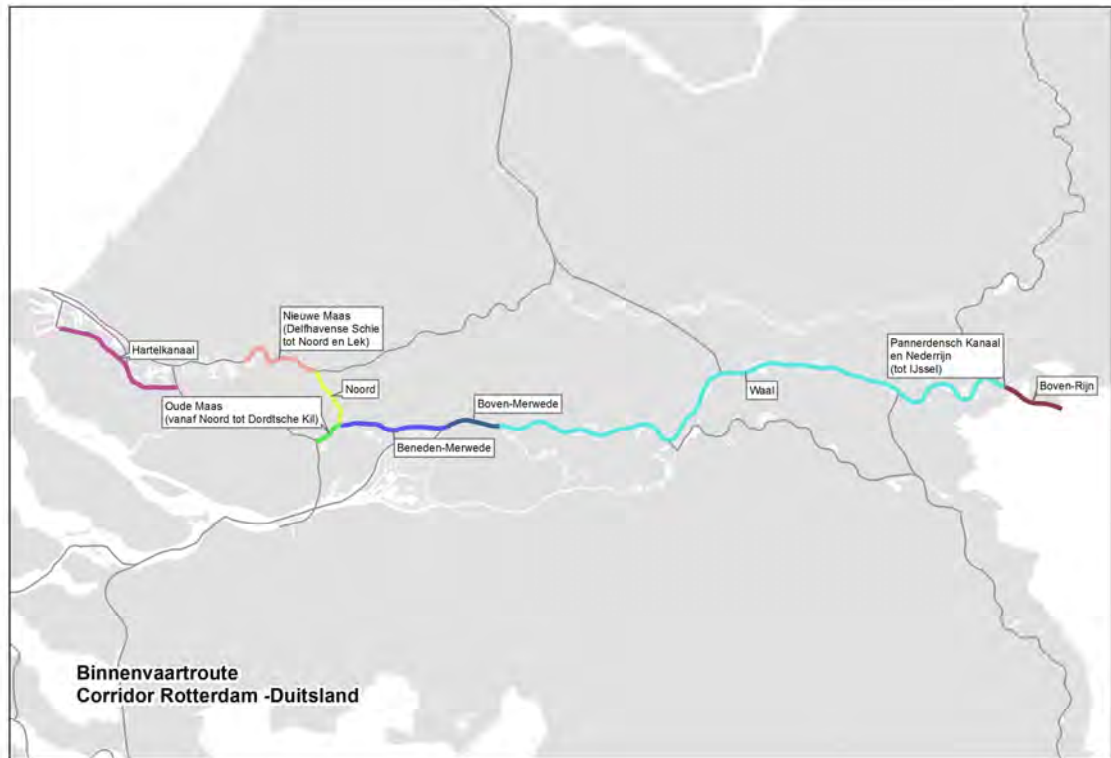 Nieuwe Maas
(Delfhavense Schie
tot Noord en Lek)
Hartelkanaal
Pannerdensch Kanaal
en Nederrijn
(tot IJssel)
Noord
Waal
Boven-Rijn
Oude Maas
(vanaf Noord tot Dordtsche Kil)
Boven-Merwede
Beneden-Merwede
Binnenvaartroute
Corridor Rotterdam -Duitsland